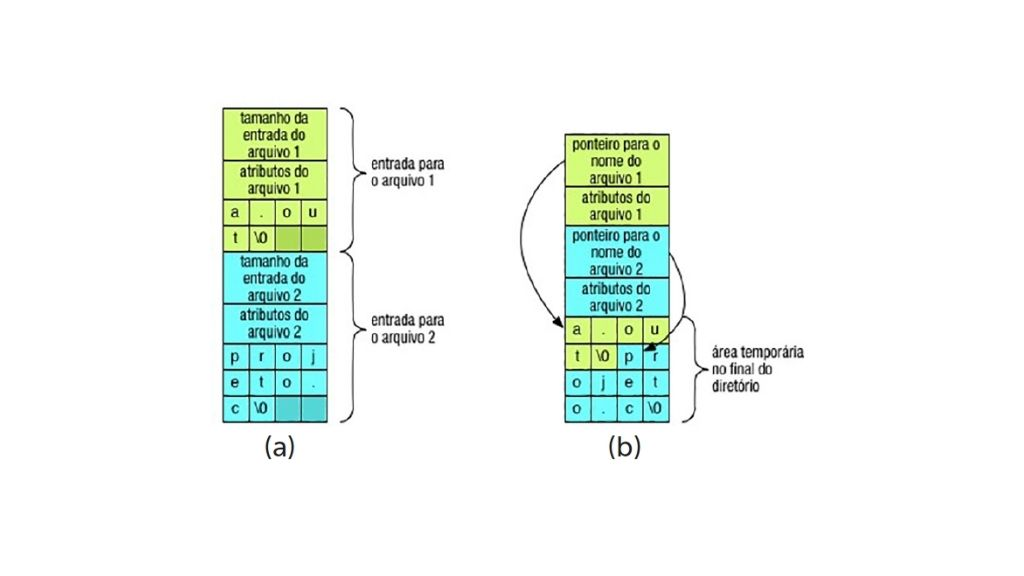 tamanho da
entrada do
arquivo 1
atributos do
arquivo 1
a . o u
t \0
entrada para
o arquivo 1
tamanho da
entrada do
arquivo 2
atributos do
arquivo 2
p r o j
e t o .
c \0
entrada para
o arquivo 2
(a)
ponteiro para o
nome do
arquivo 1
atributos do
arquivo 1
ponteiro para o
nome do
arquivo 2
atributos do
arquivo 2
a . o u
t \0 p r
o j e t
o . c \0
área temporária
no final do
diretório
(b)